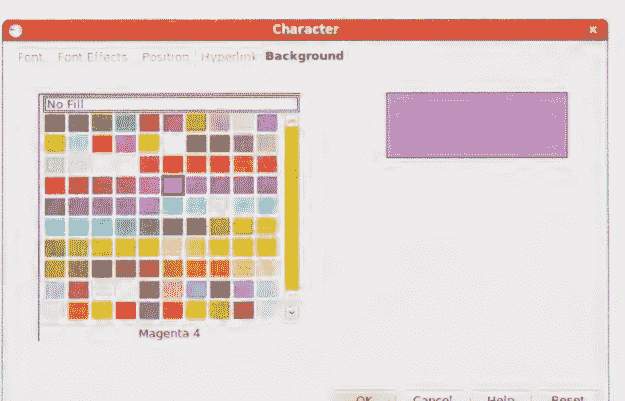 Character
Font Font Effects Position Hyperlink Background
No Fill
Magenta 4
OK Cancel Help Reset